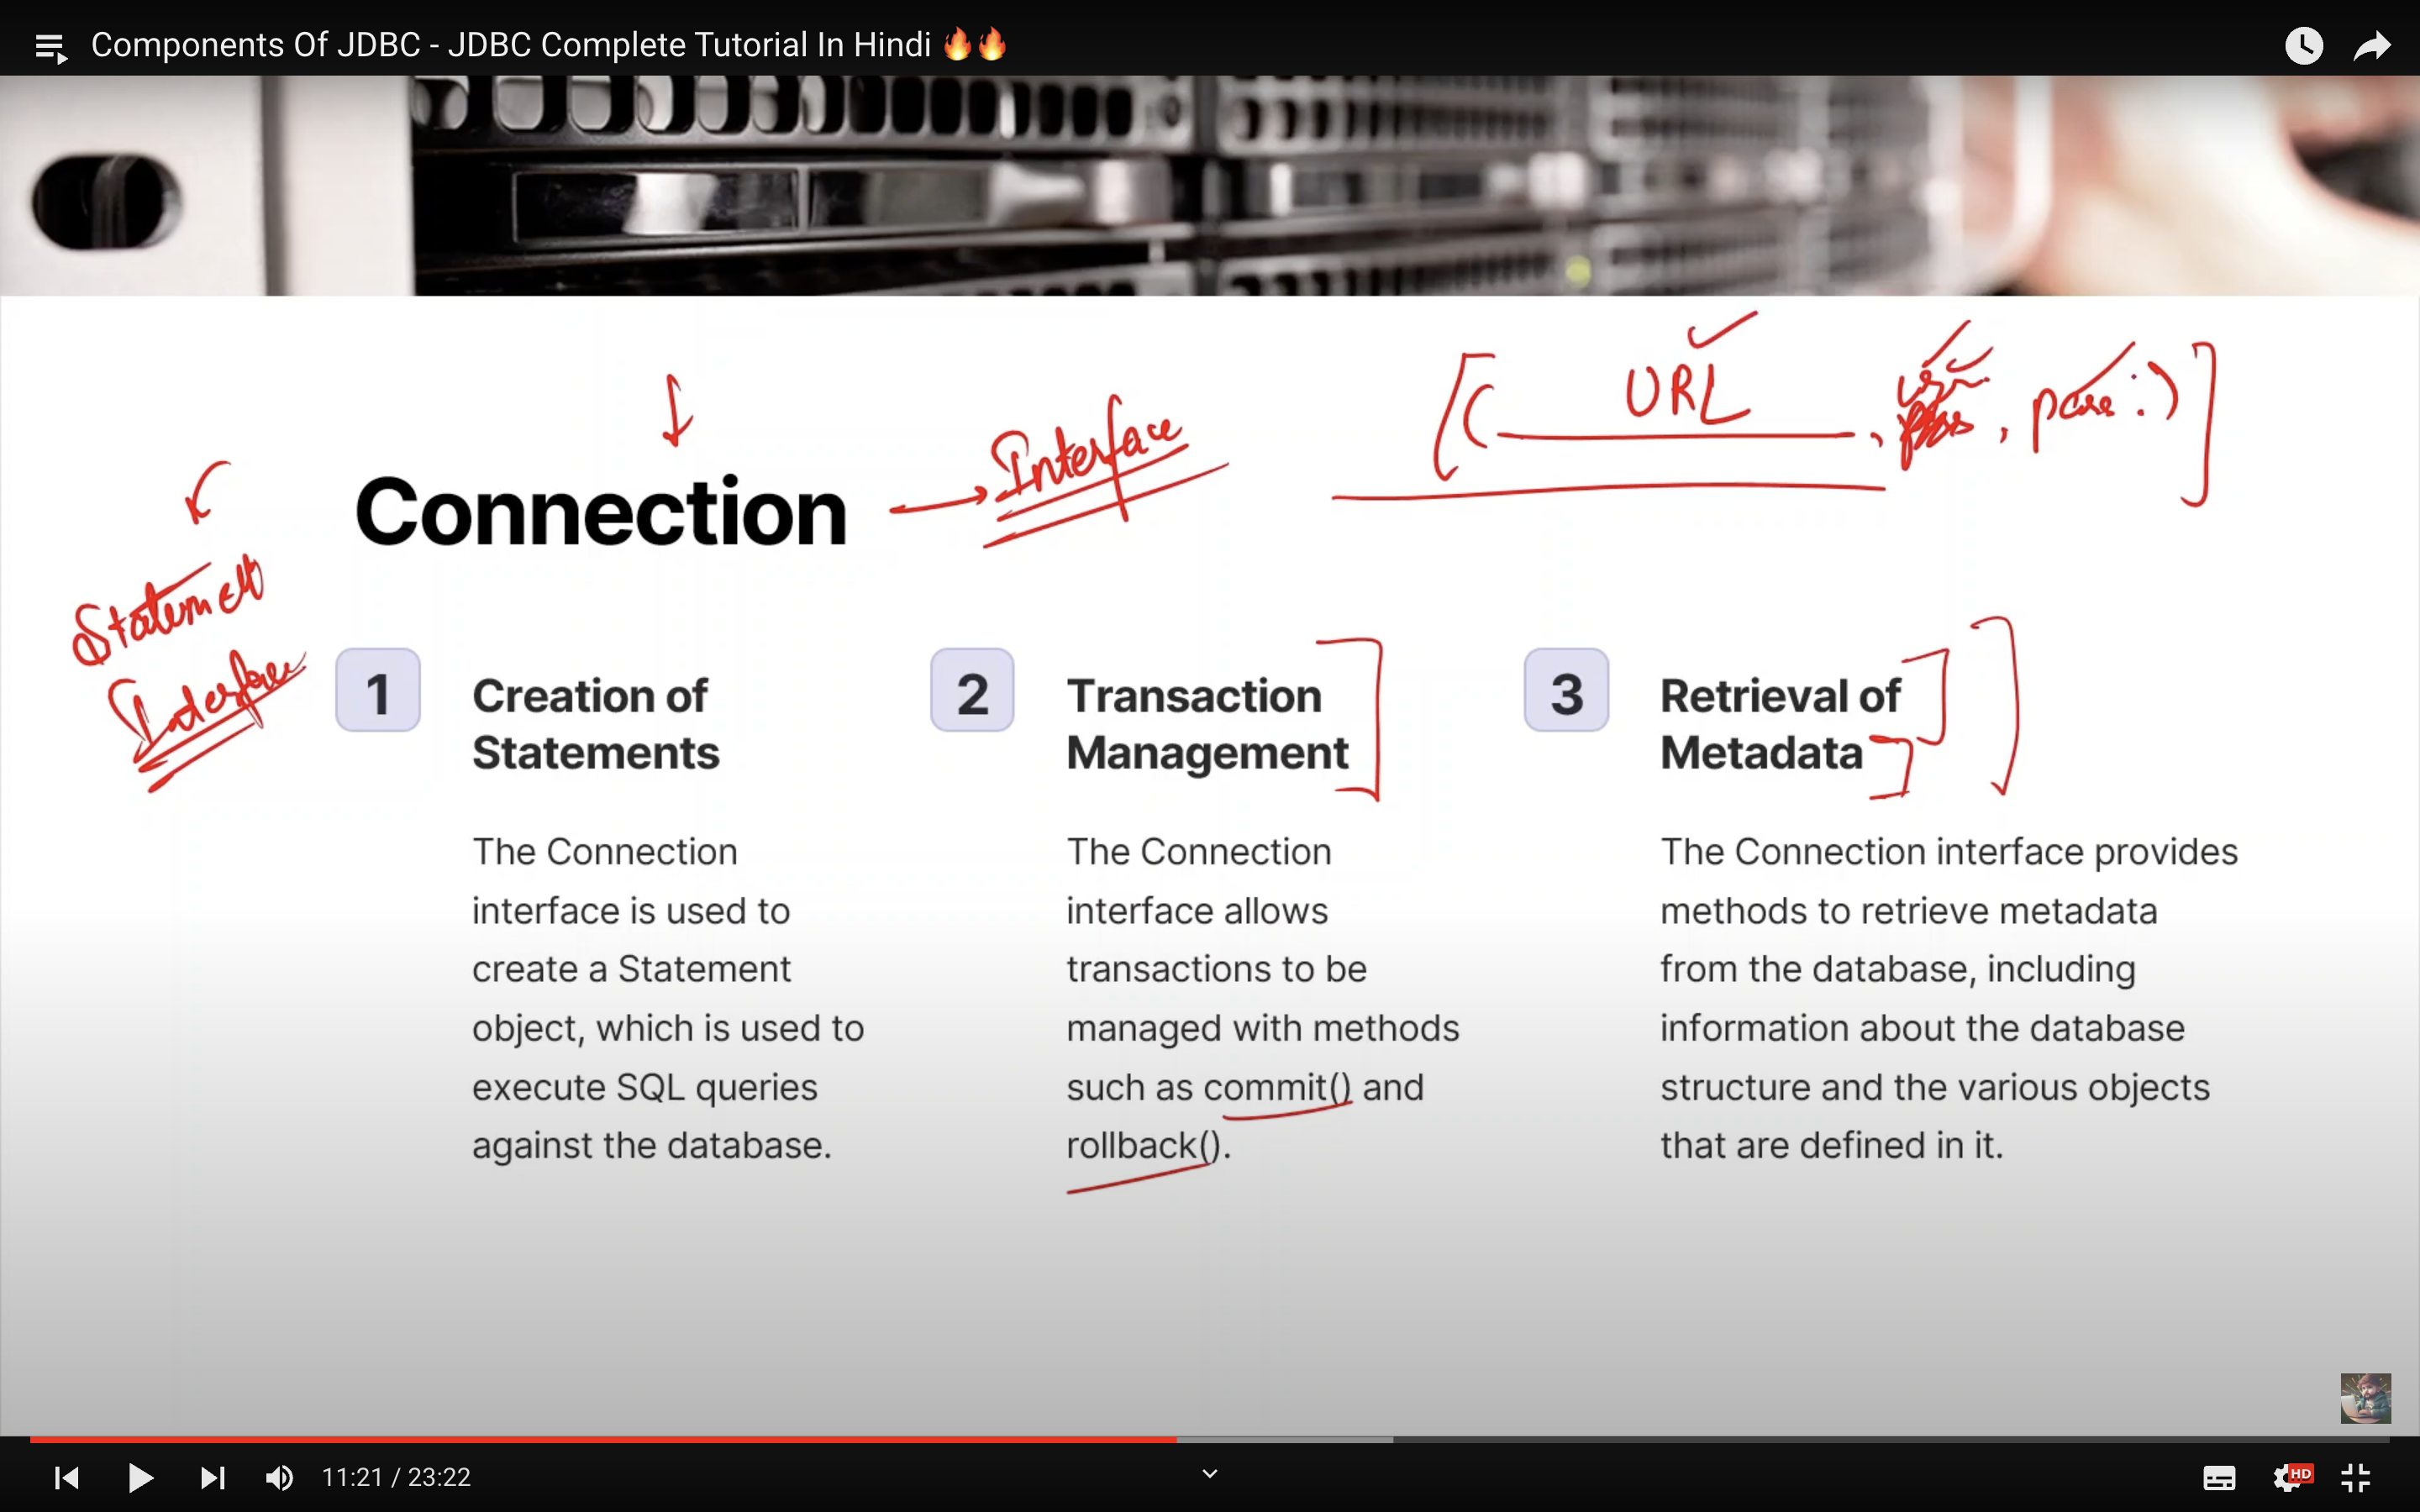 Components Of JDBC - JDBC Complete Tutorial In Hindi 🔥🔥
URL
, pass :)
Connection
Interface
Interface
1
Creation of
Statements
The Connection
interface is used to
create a Statement
object, which is used to
execute SQL queries
against the database.
2
Transaction
Management
The Connection
interface allows
transactions to be
managed with methods
such as commit() and
rollback().
3
Retrieval of
Metadata
The Connection interface provides
methods to retrieve metadata
from the database, including
information about the database
structure and the various objects
that are defined in it.
11:21 / 23:22
HD